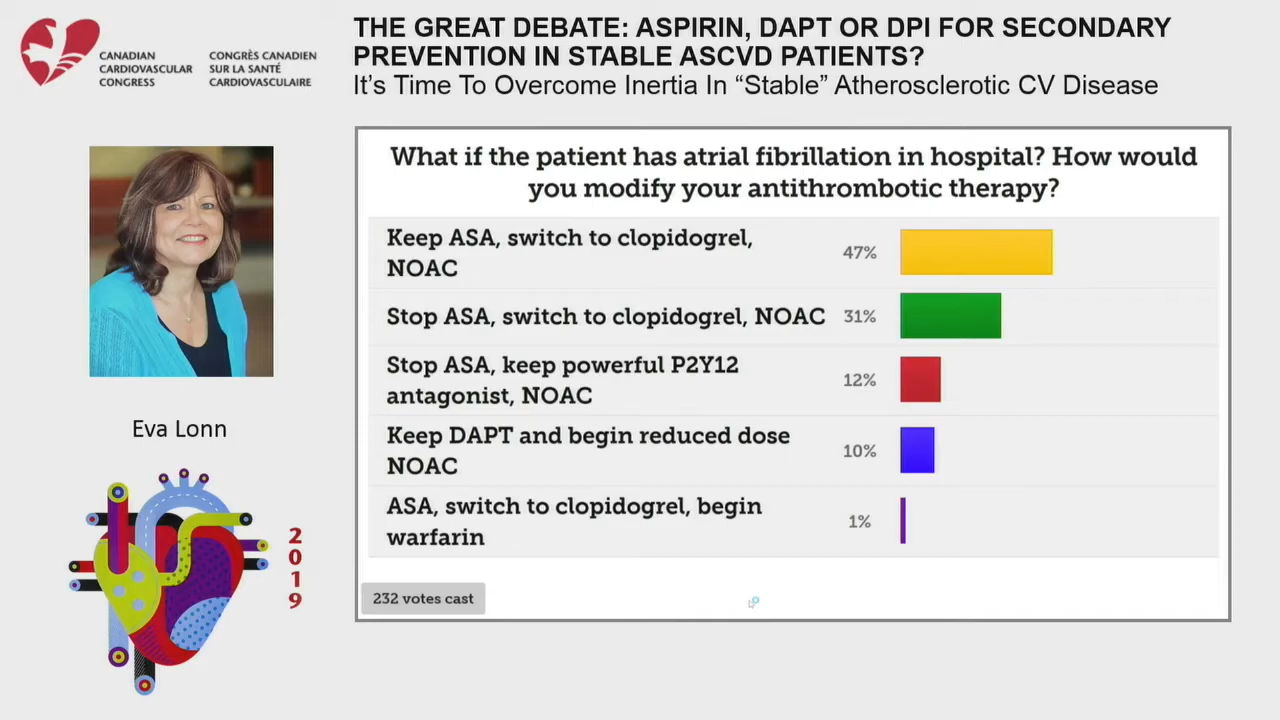 CANADIAN
CARDIOVASCULAR
CONGRESS
CONGRÈS CANADIEN
SUR LA SANTÉ
CARDIOVASCULAIRE
THE GREAT DEBATE: ASPIRIN, DAPT OR DPI FOR SECONDARY
PREVENTION IN STABLE ASCVD PATIENTS?
It's Time To Overcome Inertia In “Stable” Atherosclerotic CV Disease
Eva Lonn
2019
What if the patient has atrial fibrillation in hospital? How would
you modify your antithrombotic therapy?
Keep ASA, switch to clopidogrel,
NOAC
47%
Stop ASA, switch to clopidogrel, NOAC
31%
Stop ASA, keep powerful P2Y12
antagonist, NOAC
12%
Keep DAPT and begin reduced dose
NOAC
10%
ASA, switch to clopidogrel, begin
warfarin
1%
232 votes cast